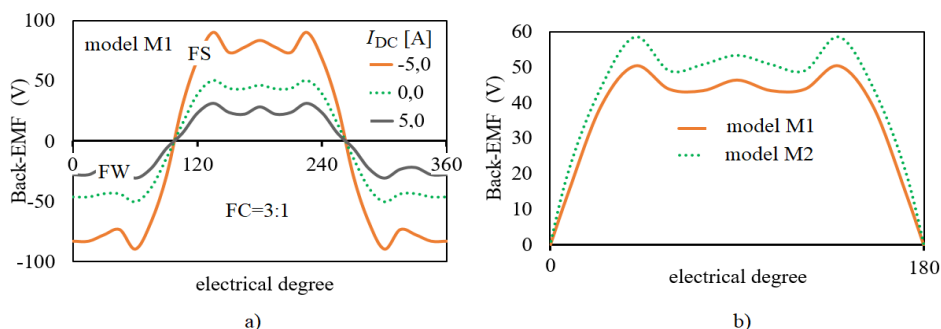 model M1
FS
I_DC [A]
-5,0
0,0
5,0
100
50
0
-50
-100
Back-EMF (V)
FW
FC=3:1
0
120
240
360
electrical degree
a)
60
50
40
30
20
10
0
Back-EMF (V)
model M1
model M2
0
180
electrical degree
b)